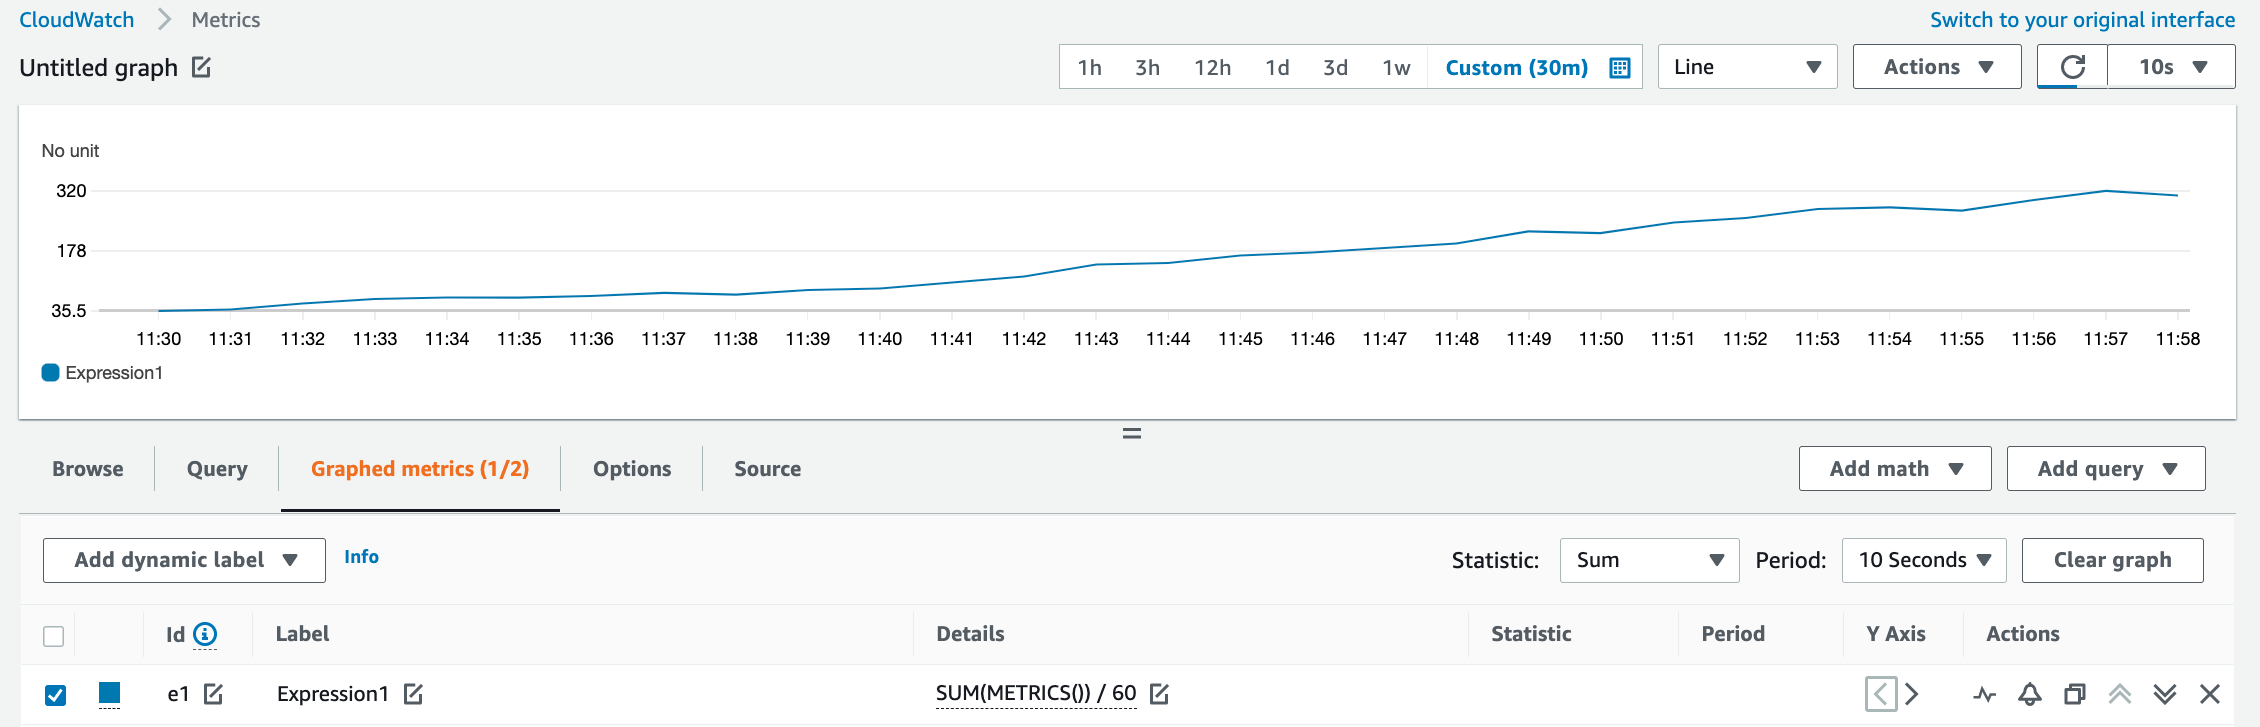 CloudWatch Metrics Switch to your original interface
Untitled graph 1h 3h 12h 1d 3d 1w Custom (30m) Line Actions 10s
No unit
320
178
35.5
11:30 11:31 11:32 11:33 11:34 11:35 11:36 11:37 11:38 11:39 11:40 11:41 11:42 11:43 11:44 11:45 11:46 11:47 11:48 11:49 11:50 11:51 11:52 11:53 11:54 11:55 11:56 11:57 11:58
Expression1
Browse Query Graphed metrics (1/2) Options Source Add math Add query
Add dynamic label Info Statistic: Sum Period: 10 Seconds Clear graph
Id Label Details Statistic Period Y Axis Actions
e1 Expression1 SUM(METRICS()) / 60